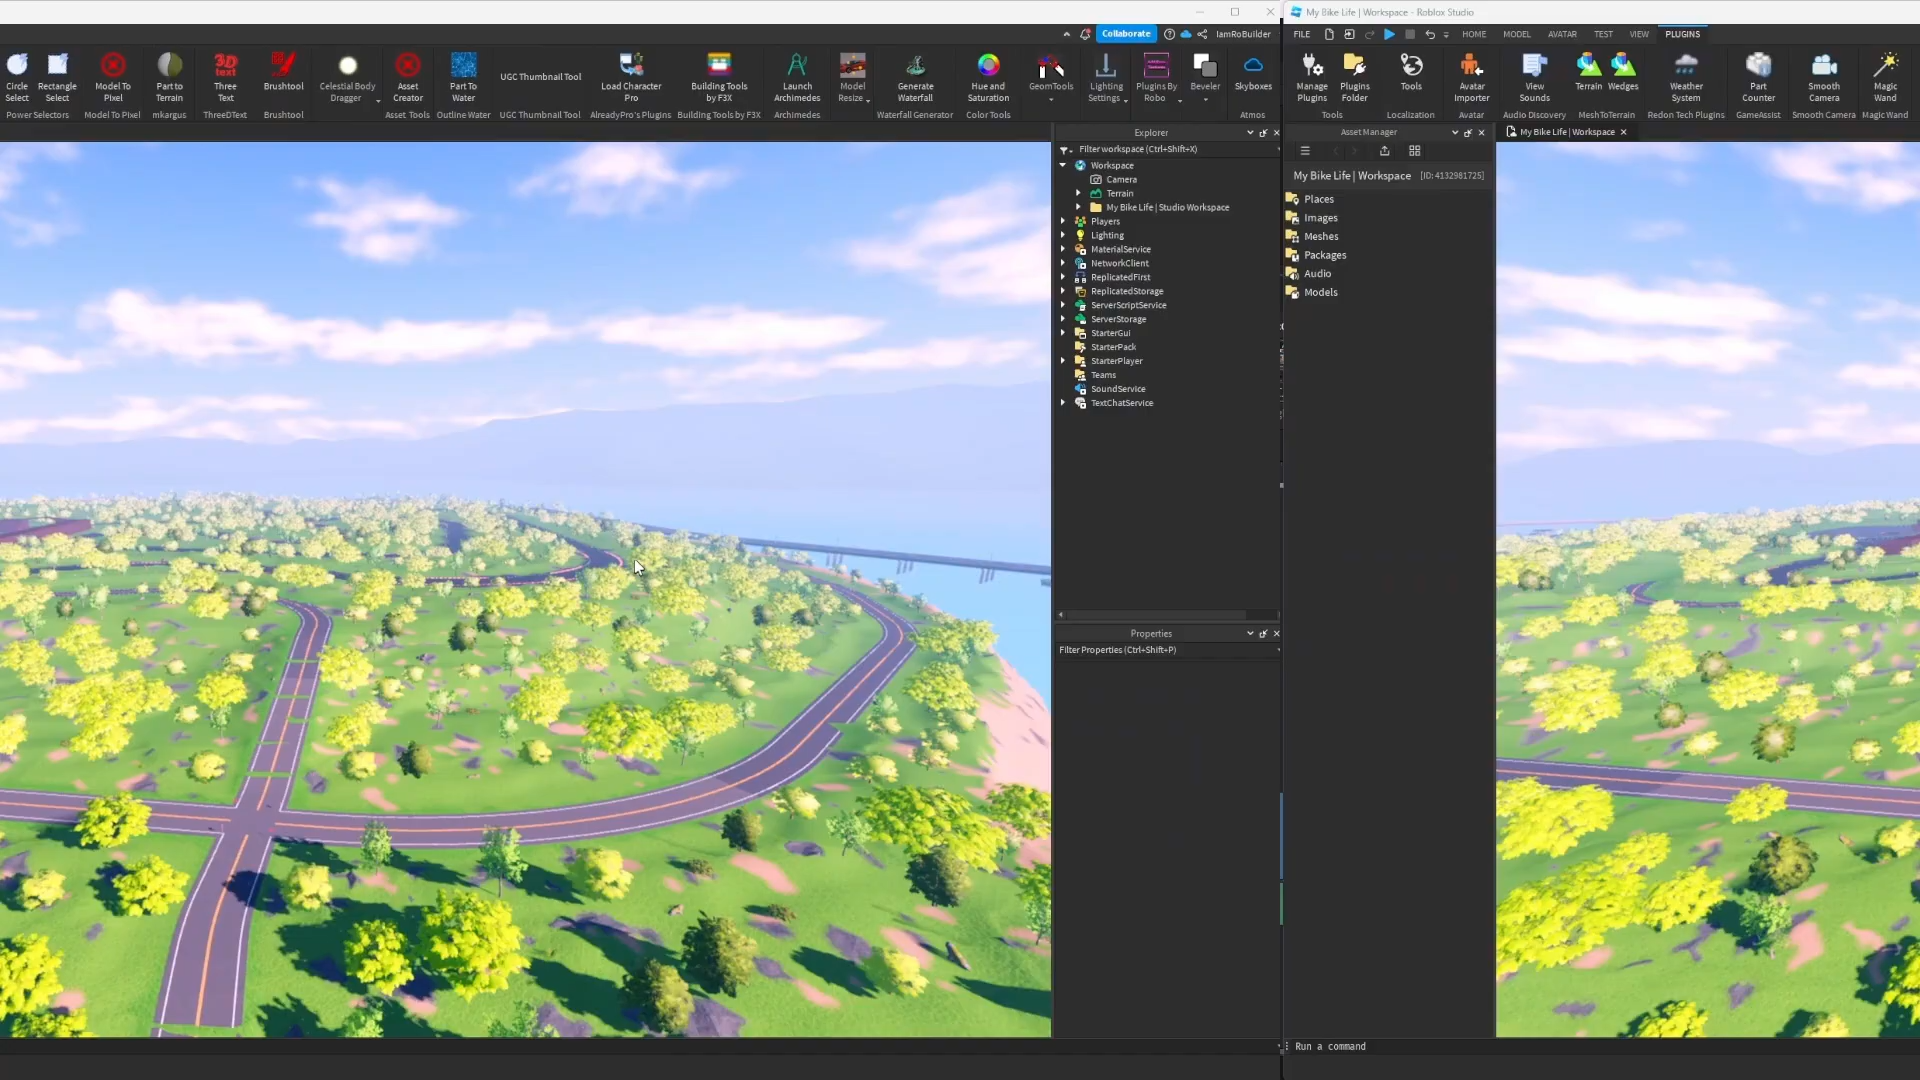 My Bike Life | Workspace - Roblox Studio
Collaborate
IamRoBuilder
FILE
HOME
MODEL
AVATAR
TEST
VIEW
PLUGINS
Circle Select
Rectangle Select
Power Selectors
Model To Pixel
Model To Pixel
Part to Terrain
mkargus
3D text
Three Text
ThreeDText
Brushtool
Brushtool
Celestial Body Dragger
Asset Creator
Asset Tools
Part To Water
Outline Water
UGC Thumbnail Tool
UGC Thumbnail Tool
Load Character Pro
AlreadyPro's Plugins
Building Tools by F3X
Building Tools by F3X
Launch Archimedes
Archimedes
Model Resize
Generate Waterfall
Waterfall Generator
Hue and Saturation
Color Tools
GeomTools
Lighting Settings
Plugins By Robo
Beveler
Skyboxes
Atmos
Manage Plugins
Plugins Folder
Tools
Tools
Localization
Avatar Importer
Avatar
View Sounds
Audio Discovery
Terrain
Wedges
MeshToTerrain
Weather System
Redon Tech Plugins
Part Counter
GameAssist
Smooth Camera
Smooth Camera
Magic Wand
Magic Wand
Explorer
Filter workspace (Ctrl+Shift+X)
Workspace
Camera
Terrain
My Bike Life | Studio Workspace
Players
Lighting
MaterialService
NetworkClient
ReplicatedFirst
ReplicatedStorage
ServerScriptService
ServerStorage
StarterGui
StarterPack
StarterPlayer
Teams
SoundService
TextChatService
Properties
Filter Properties (Ctrl+Shift+P)
Asset Manager
My Bike Life | Workspace [ID: 4132981725]
Places
Images
Meshes
Packages
Audio
Models
My Bike Life | Workspace
Run a command